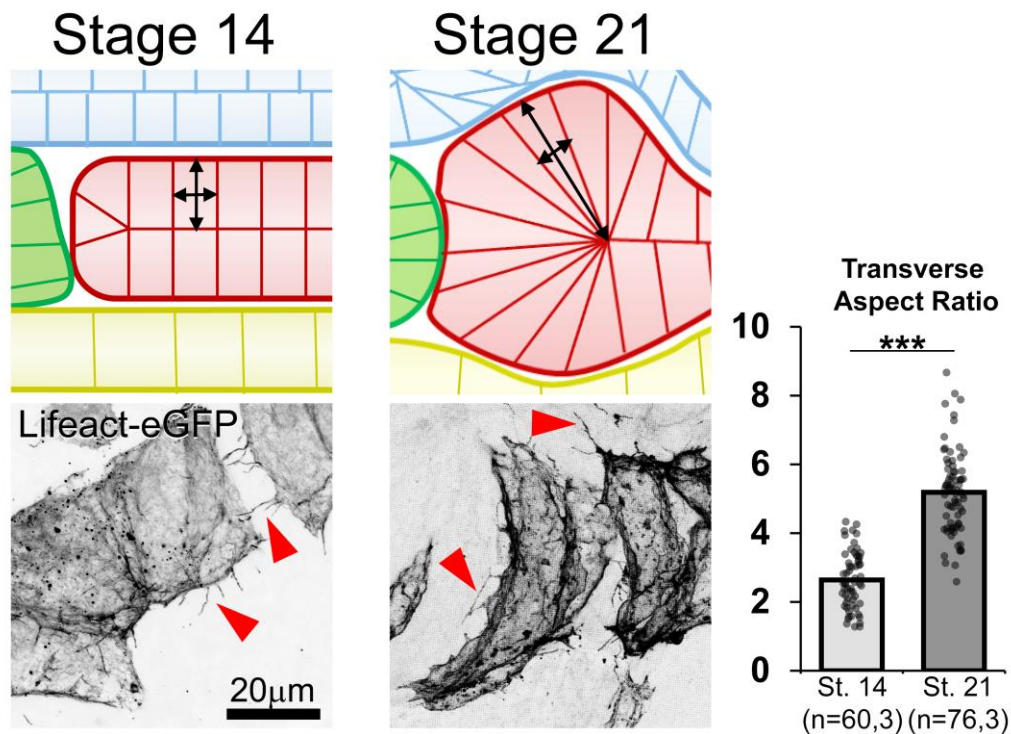 Stage 14
Stage 21
Lifeact-eGFP
20μm
Transverse
Aspect Ratio
10
8
6
4
2
0
***
St. 14
(n=60,3)
St. 21
(n=76,3)